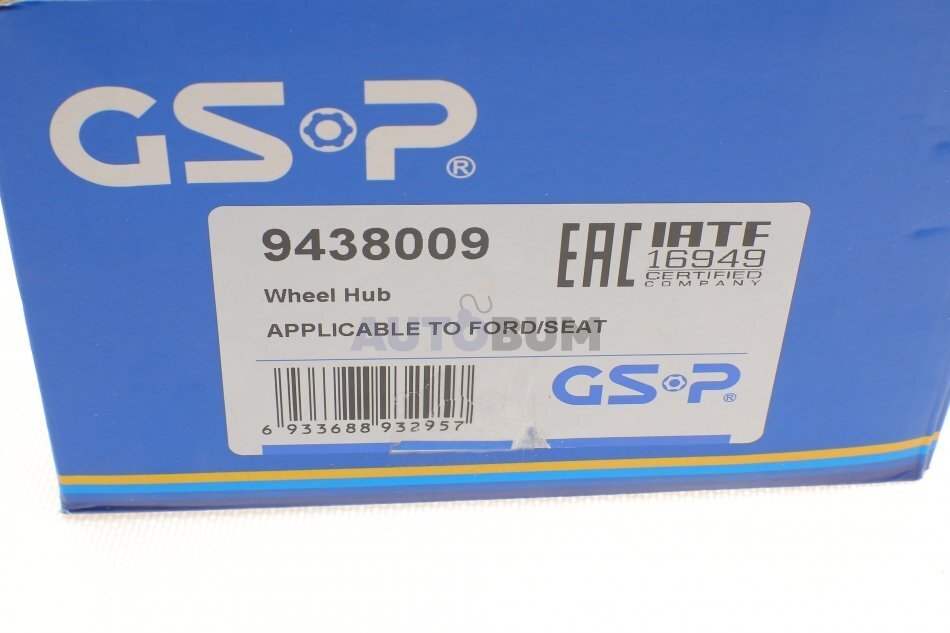 GSP®
9438009
EAC
IATF
16949
CERTIFIED
COMPANY
Wheel Hub
APPLICABLE TO FORD/SEAT
AUTOBUM
GSP®
6 933688 932957